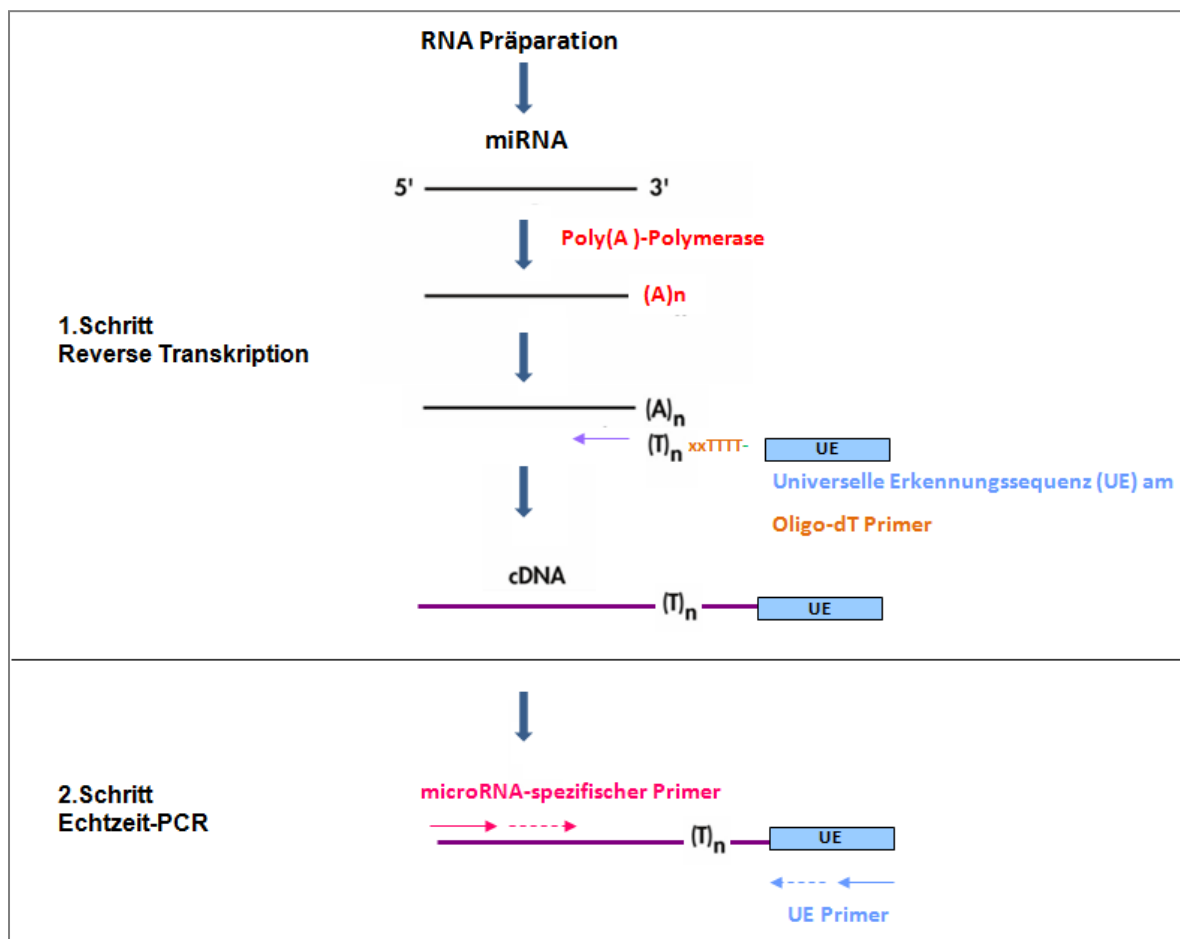 RNA Präparation
miRNA
5' 3'
Poly(A )-Polymerase
(A)n
1.Schritt
Reverse Transkription
(A)n
(T)n xxTTTT- UE
Universelle Erkennungssequenz (UE) am
Oligo-dT Primer
cDNA
(T)n UE
2.Schritt
Echtzeit-PCR
microRNA-spezifischer Primer
(T)n UE
UE Primer